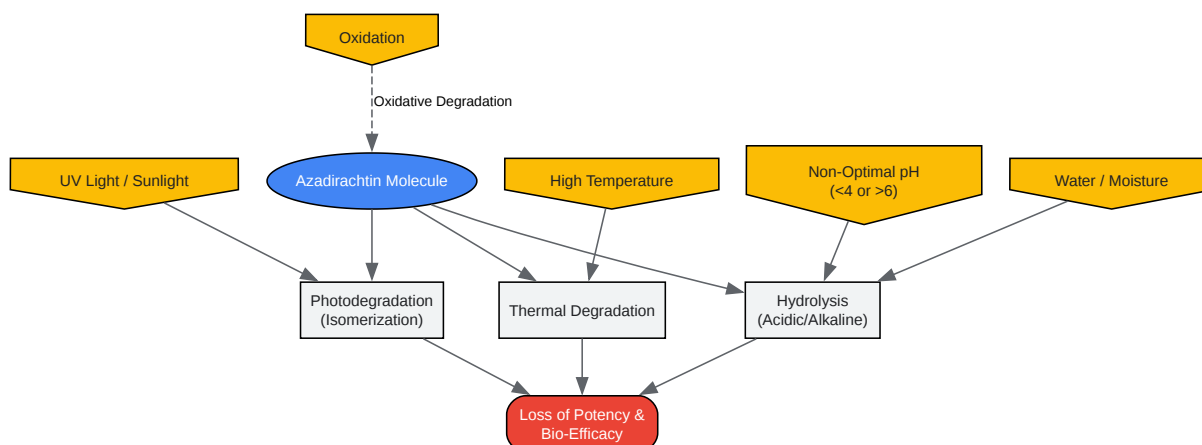 Oxidation
Oxidative Degradation
UV Light / Sunlight
Azadirachtin Molecule
High Temperature
Non-Optimal pH
(<4 or >6)
Water / Moisture
Photodegradation
(Isomerization)
Thermal Degradation
Hydrolysis
(Acidic/Alkaline)
Loss of Potency &
Bio-Efficacy